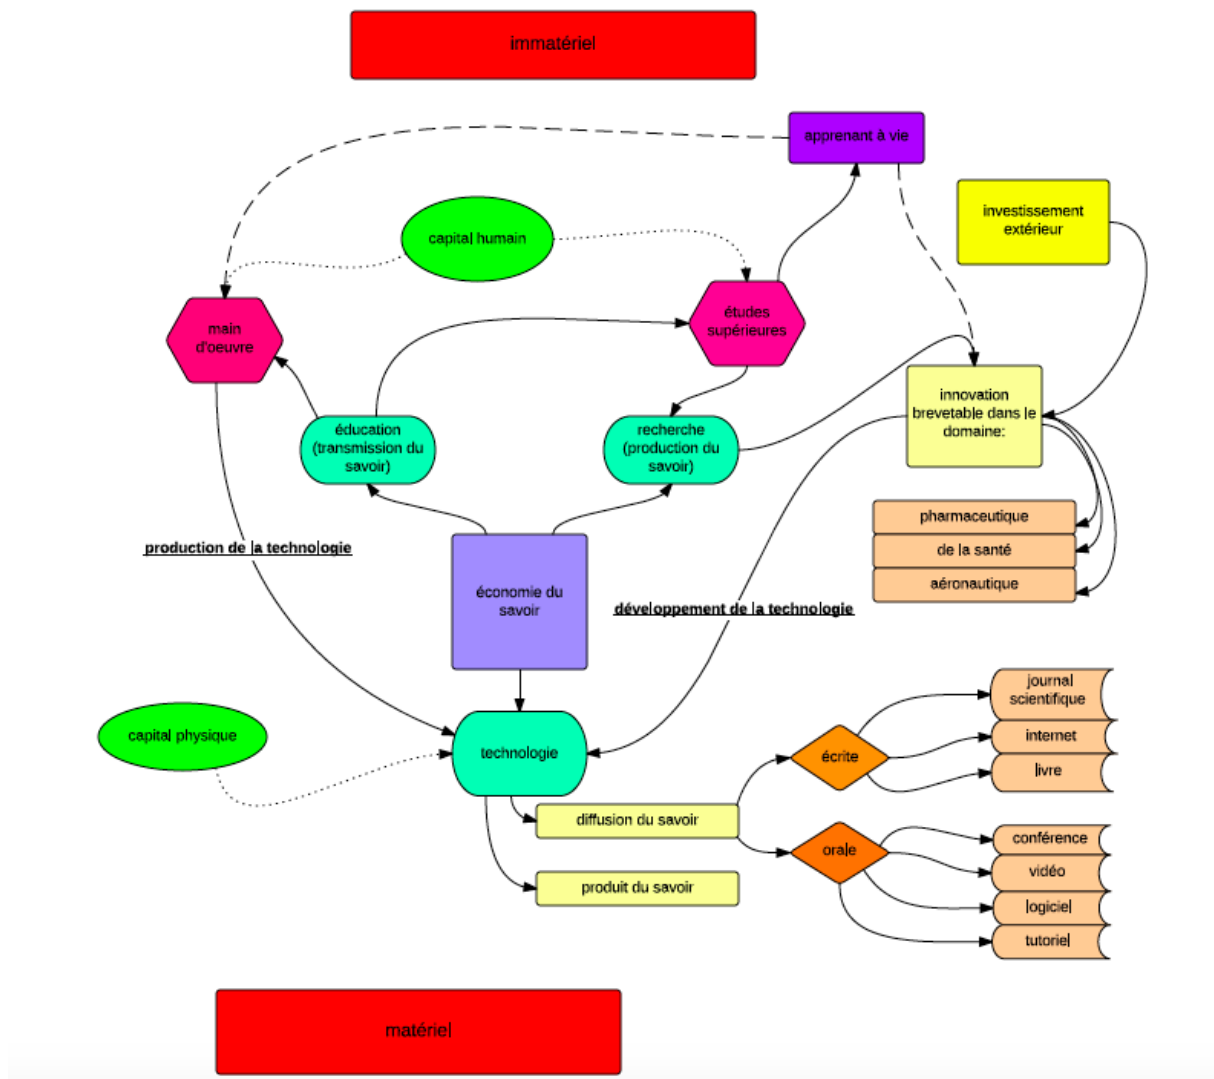 immatériel
apprenant à vie
investissement
extérieur
capital humain
études
supérieures
main
d'oeuvre
innovation
brevetable dans le
domaine:
éducation
(transmission du
savoir)
recherche
(production du
savoir)
pharmaceutique
de la santé
aéronautique
production de la technologie
économie du
savoir
développement de la technologie
journal
scientifique
internet
livre
capital physique
technologie
écrite
diffusion du savoir
orale
conférence
vidéo
logiciel
tutoriel
produit du savoir
matériel